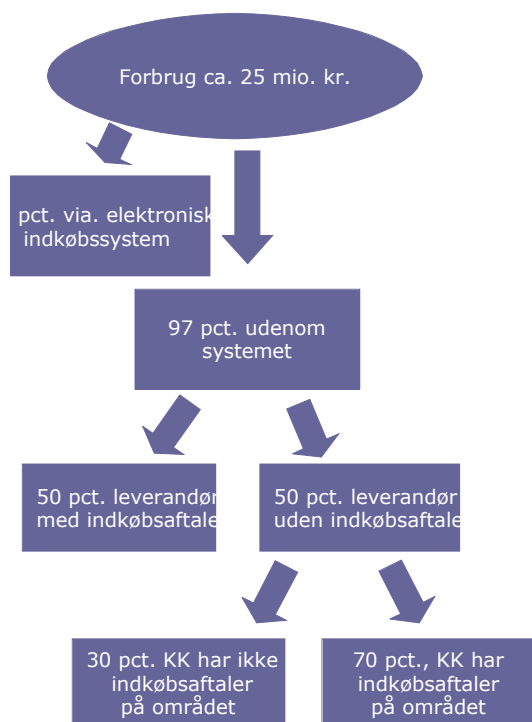 Forbrug ca. 25 mio. kr.
pct. via. elektronisk
indkøbssystem
97 pct. udenom
systemet
50 pct. leverandør
med indkøbsaftale
50 pct. leverandør
uden indkøbsaftale
30 pct. KK har ikke
indkøbsaftaler
på området
70 pct., KK har
indkøbsaftaler
på området